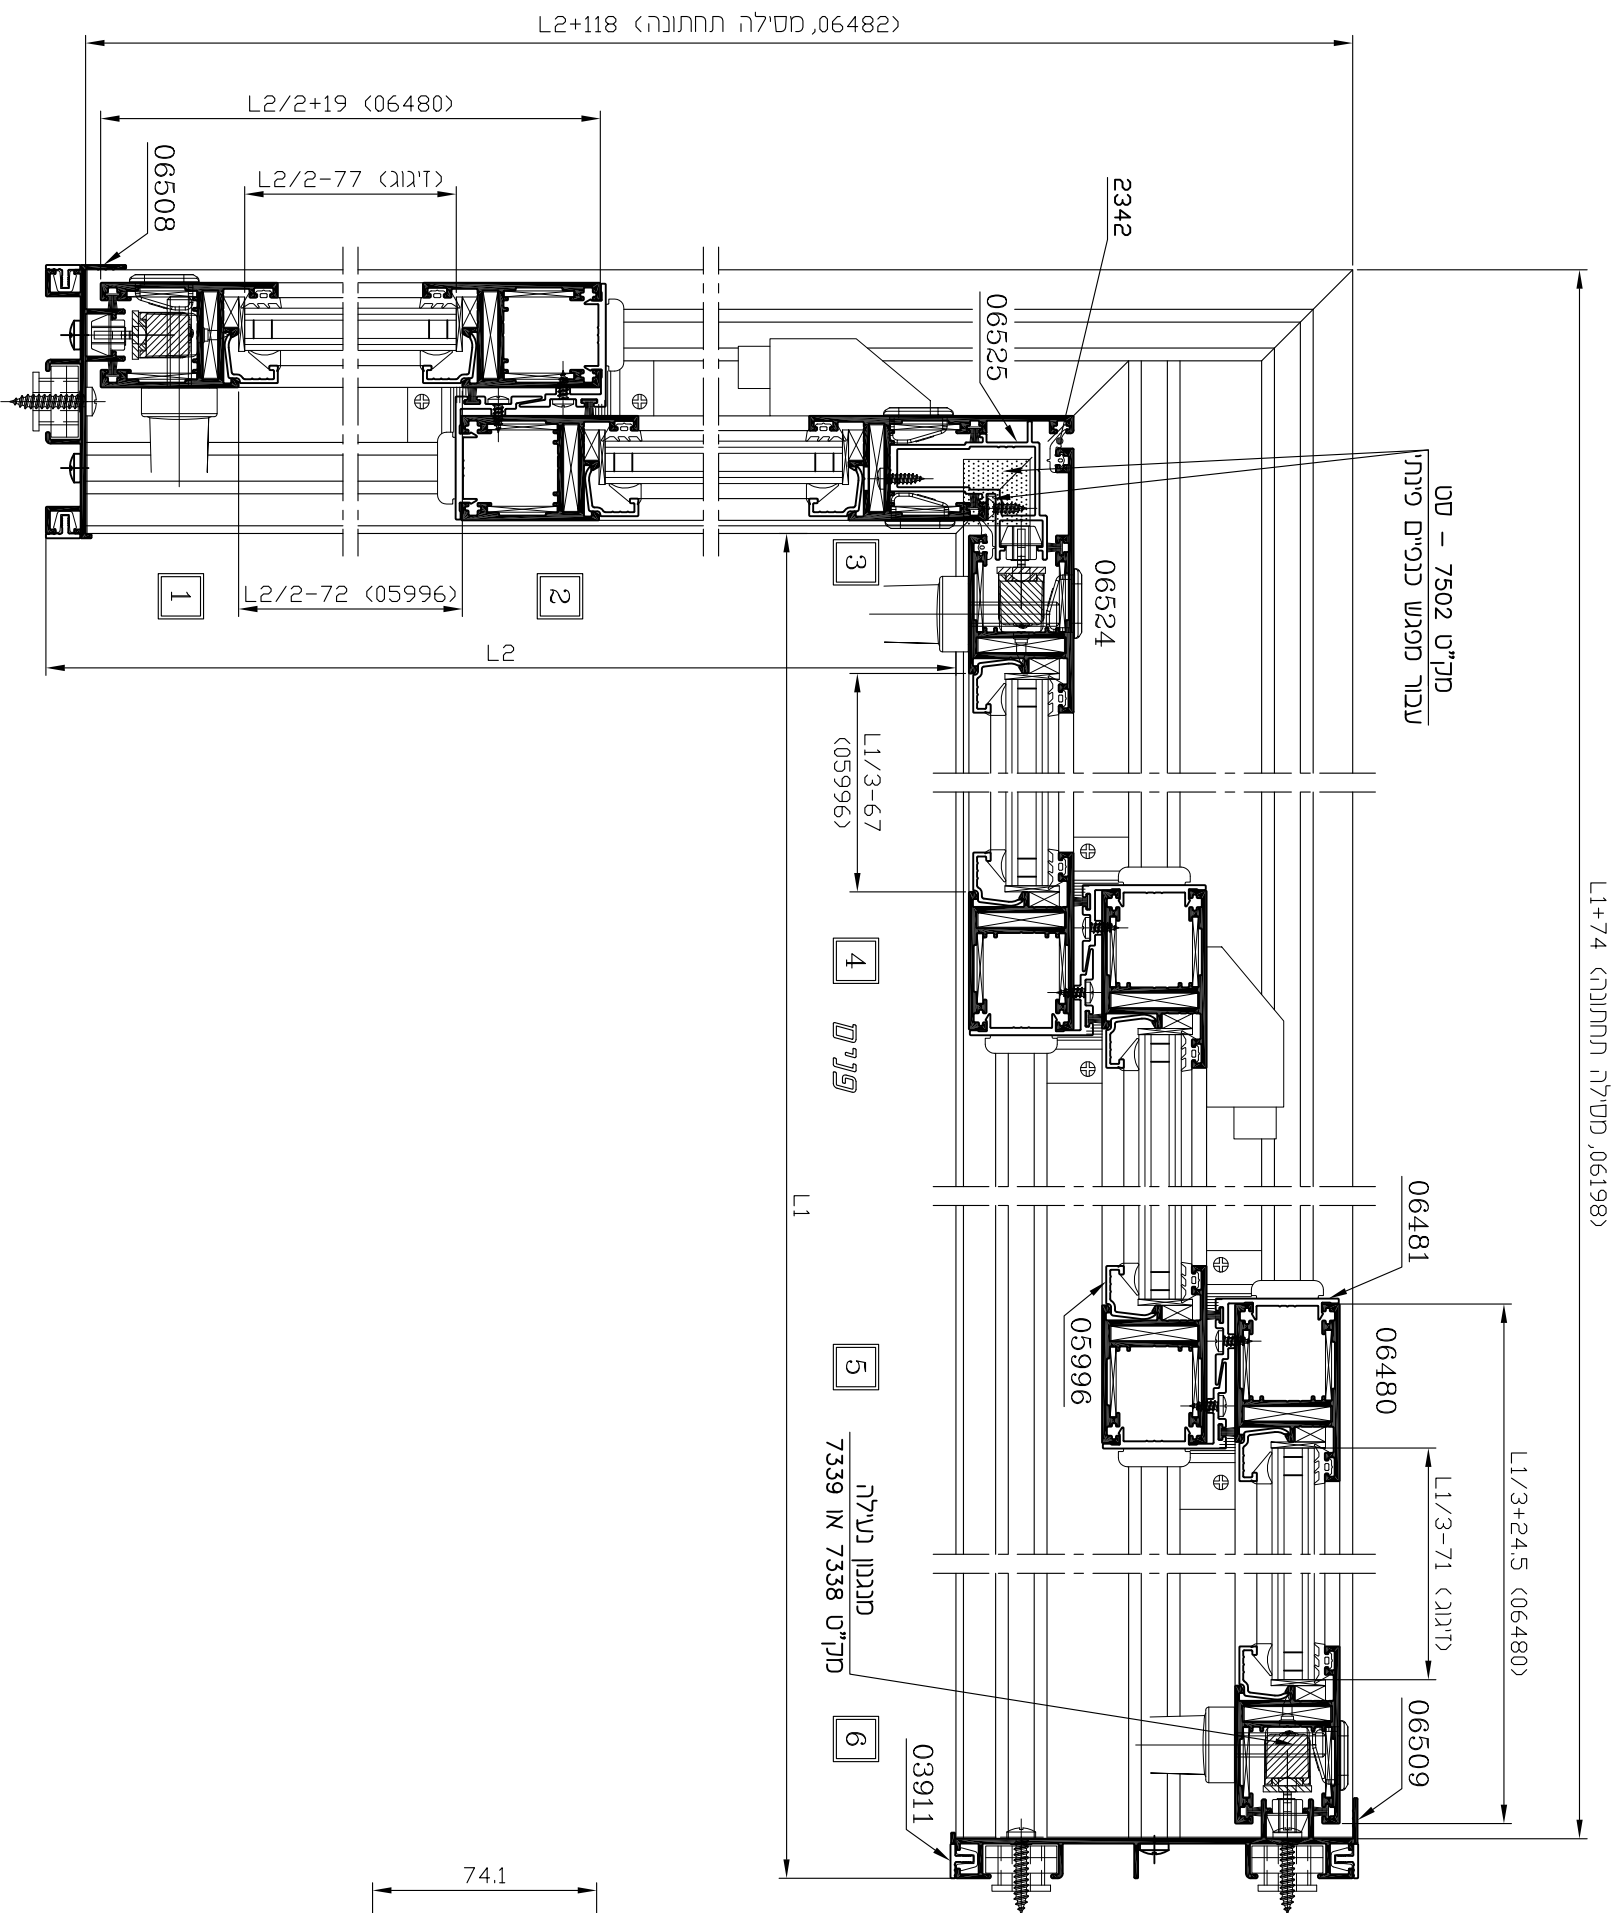 L2+118 (06482, מסילה תחתונה)
L2/2+19 (06480)
L2/2-77 (זיגוג)
06508
2342
06525
מק"ט 7502 - סט
עבור מפגש כנפיים פינתי
06524
L1+74 (06198, מסילה תחתונה)
1
2
3
L2/2-72 (05996)
L2
L1/3-67
(05996)
4
פנים
L1
06481
06480
05996
5
L1/3+24.5 (06480)
L1/3-71 (זיגוג)
מנגנון נעילה
מק"ט 7338 או 7339
6
06509
03911
74.1